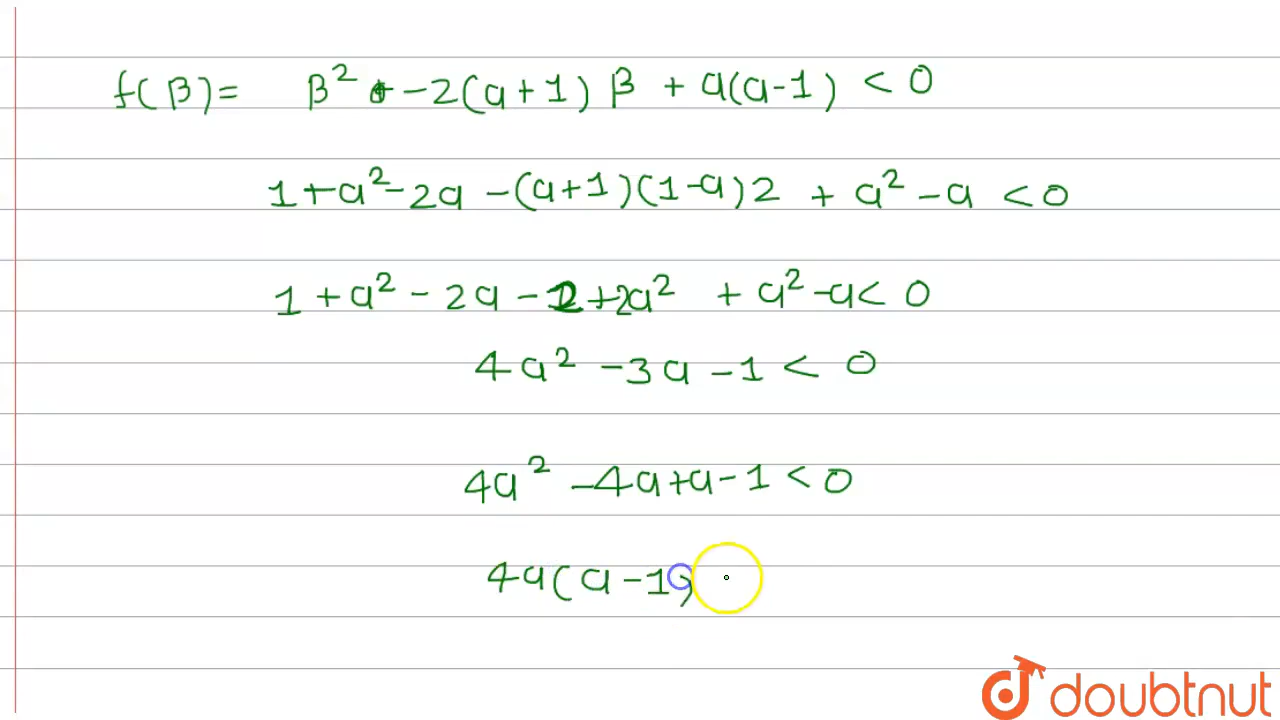 f(β) = β² - 2(a+1) β + a(a-1) < 0
1 + a² - 2a - (a+1)(1-a)2 + a² - a < 0
1 + a² - 2a - 2 + 2a² + a² - a < 0
4a² - 3a - 1 < 0
4a² - 4a + a - 1 < 0
4a(a-1)
doubtnut